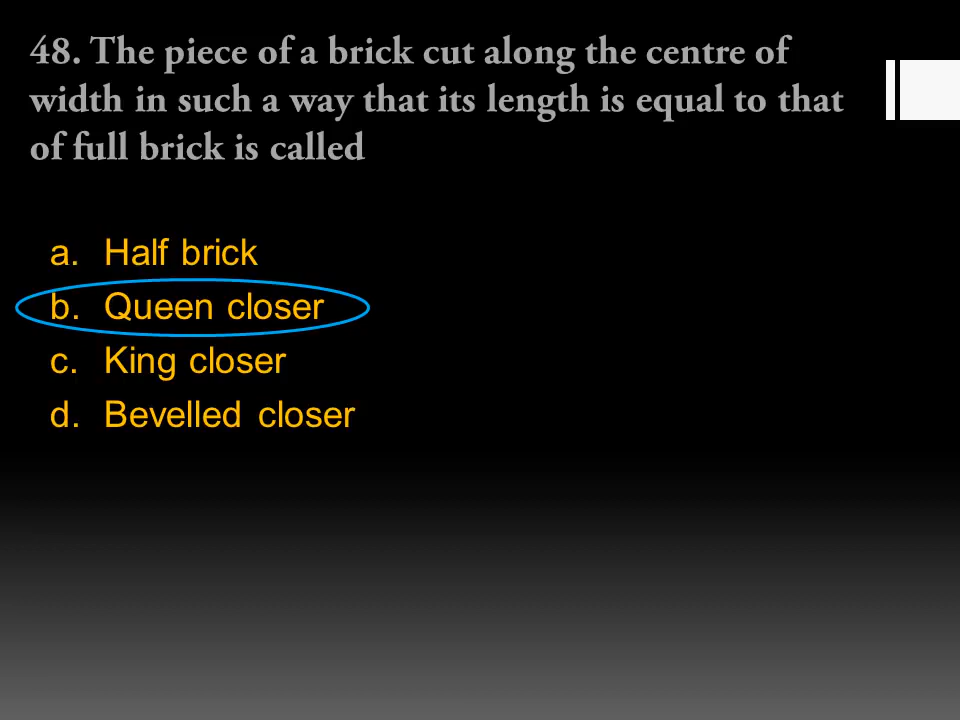 48. The piece of a brick cut along the centre of
width in such a way that its length is equal to that
of full brick is called
a. Half brick
b. Queen closer
c. King closer
d. Bevelled closer